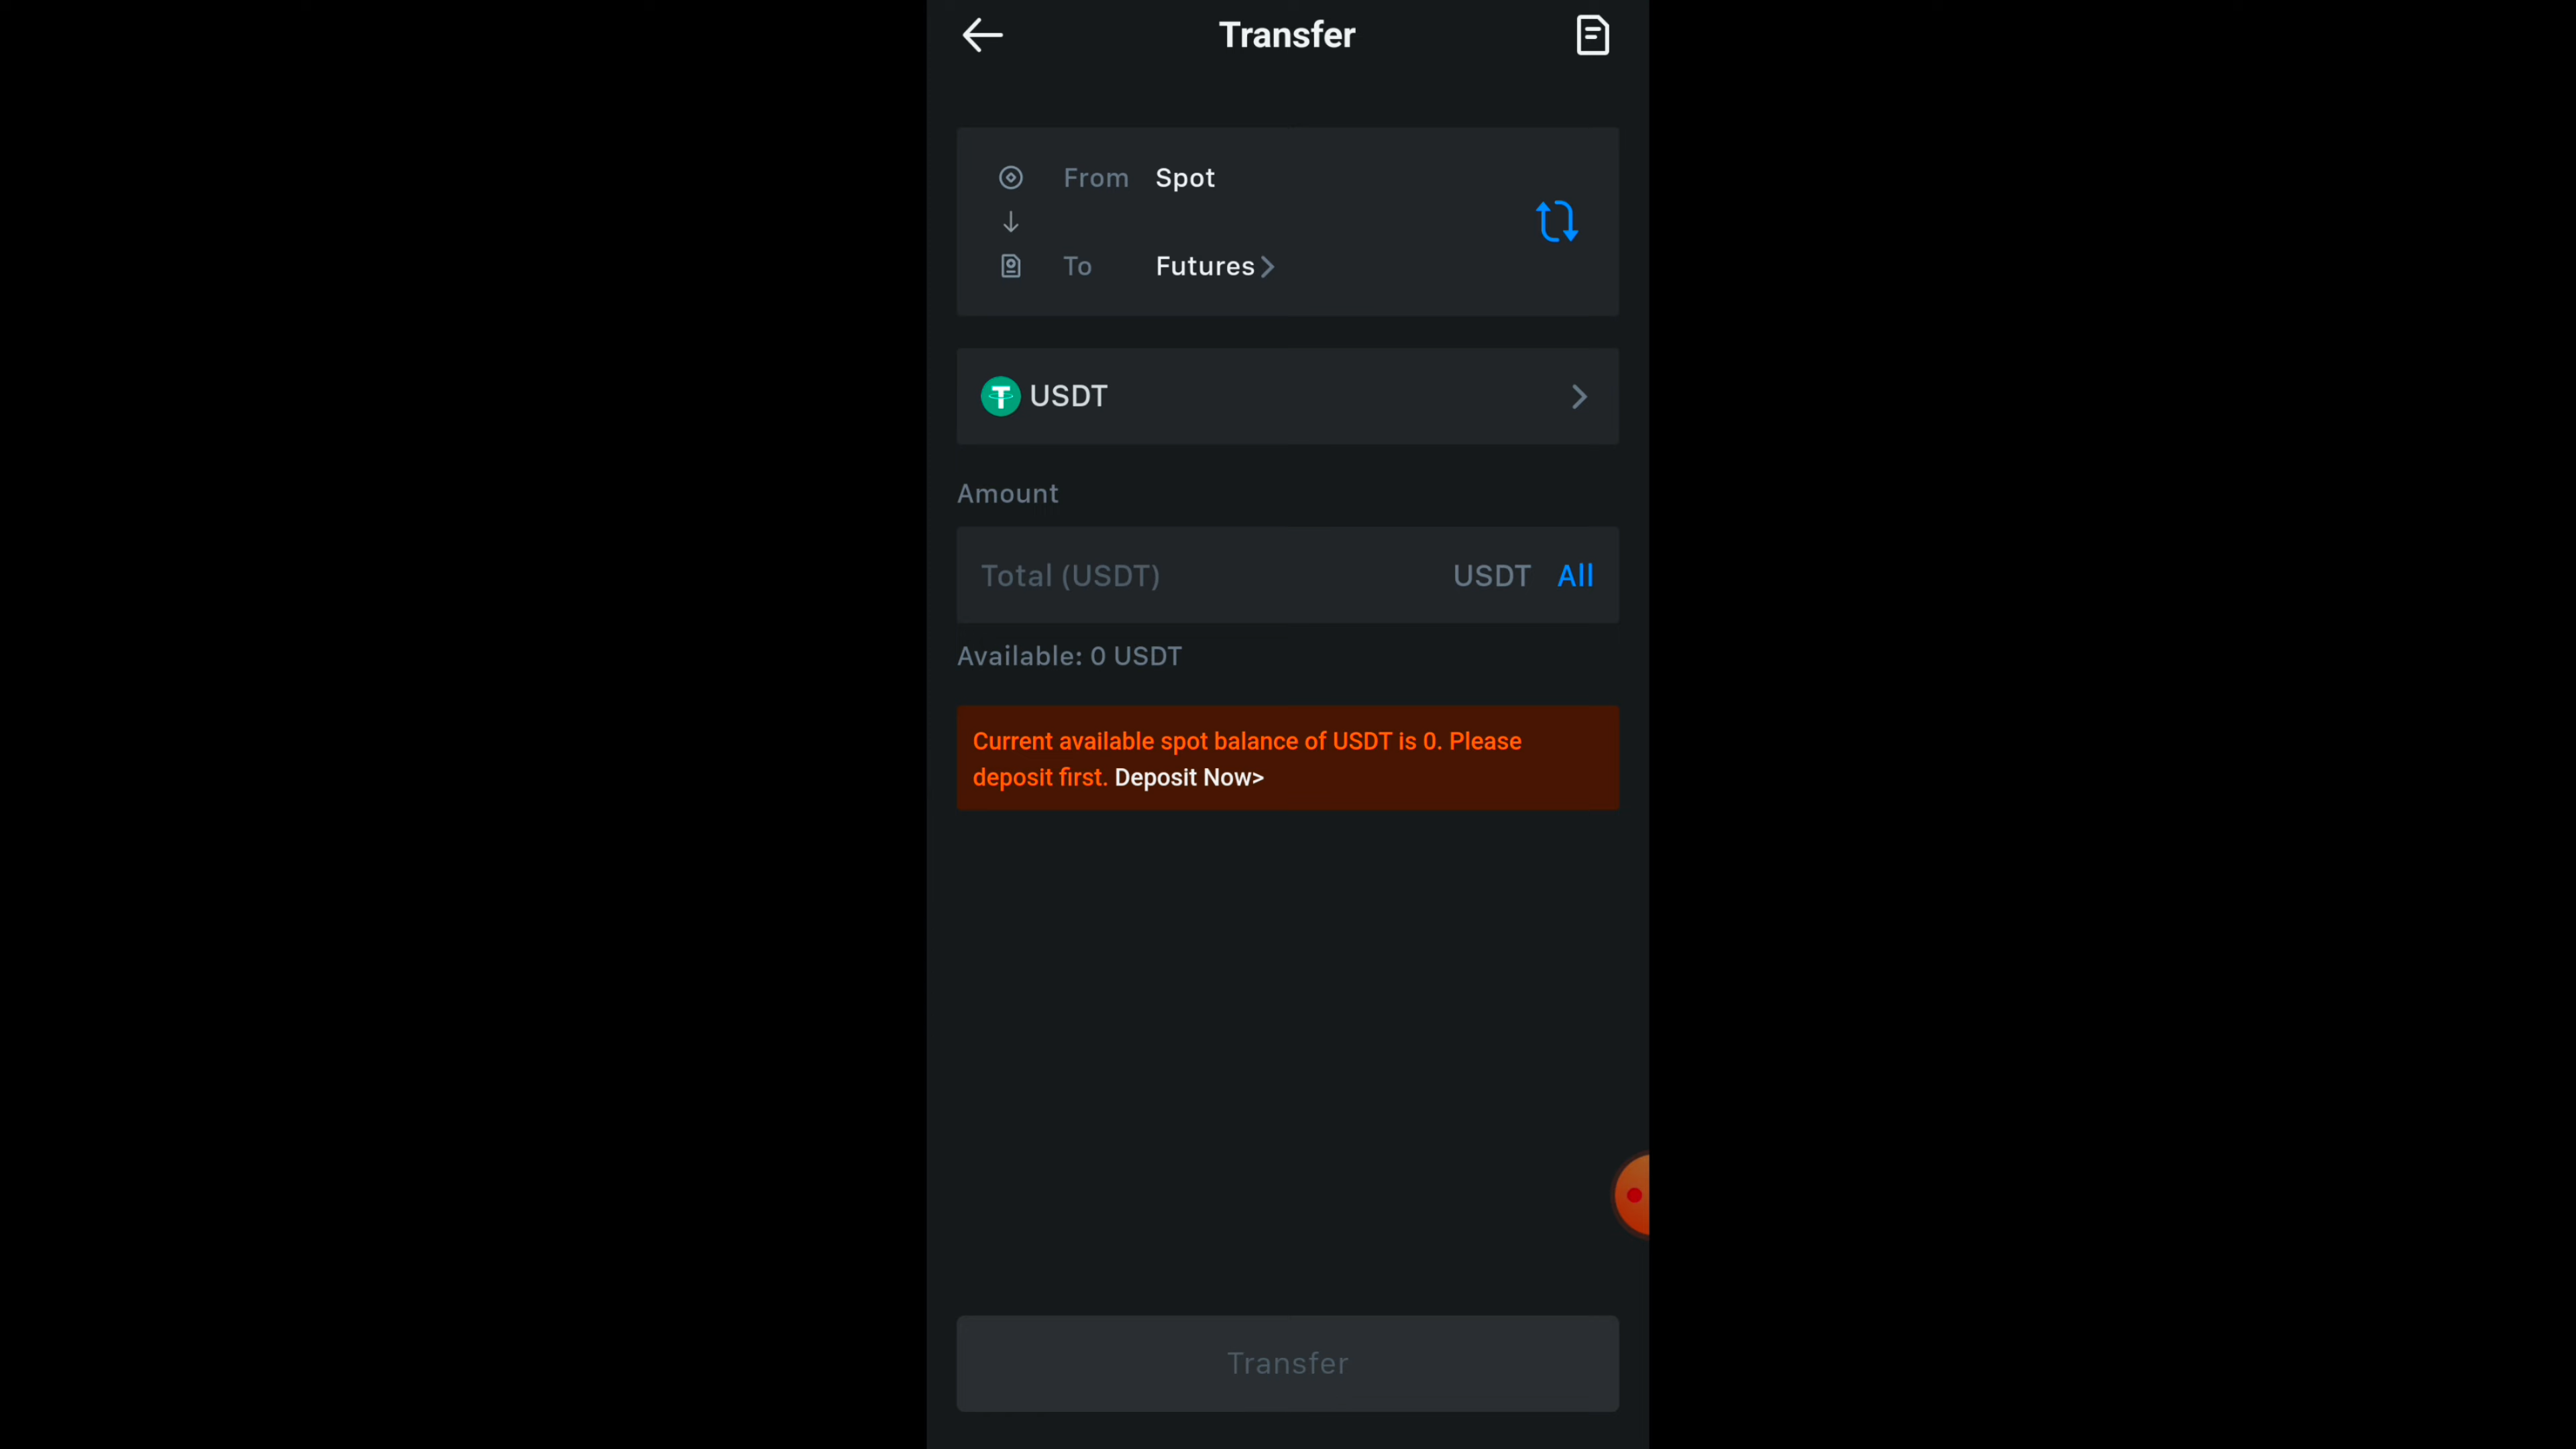 Transfer
From Spot
To Futures
USDT
Amount
Total (USDT) USDT All
Available: 0 USDT
Current available spot balance of USDT is 0. Please
deposit first. Deposit Now>
Transfer